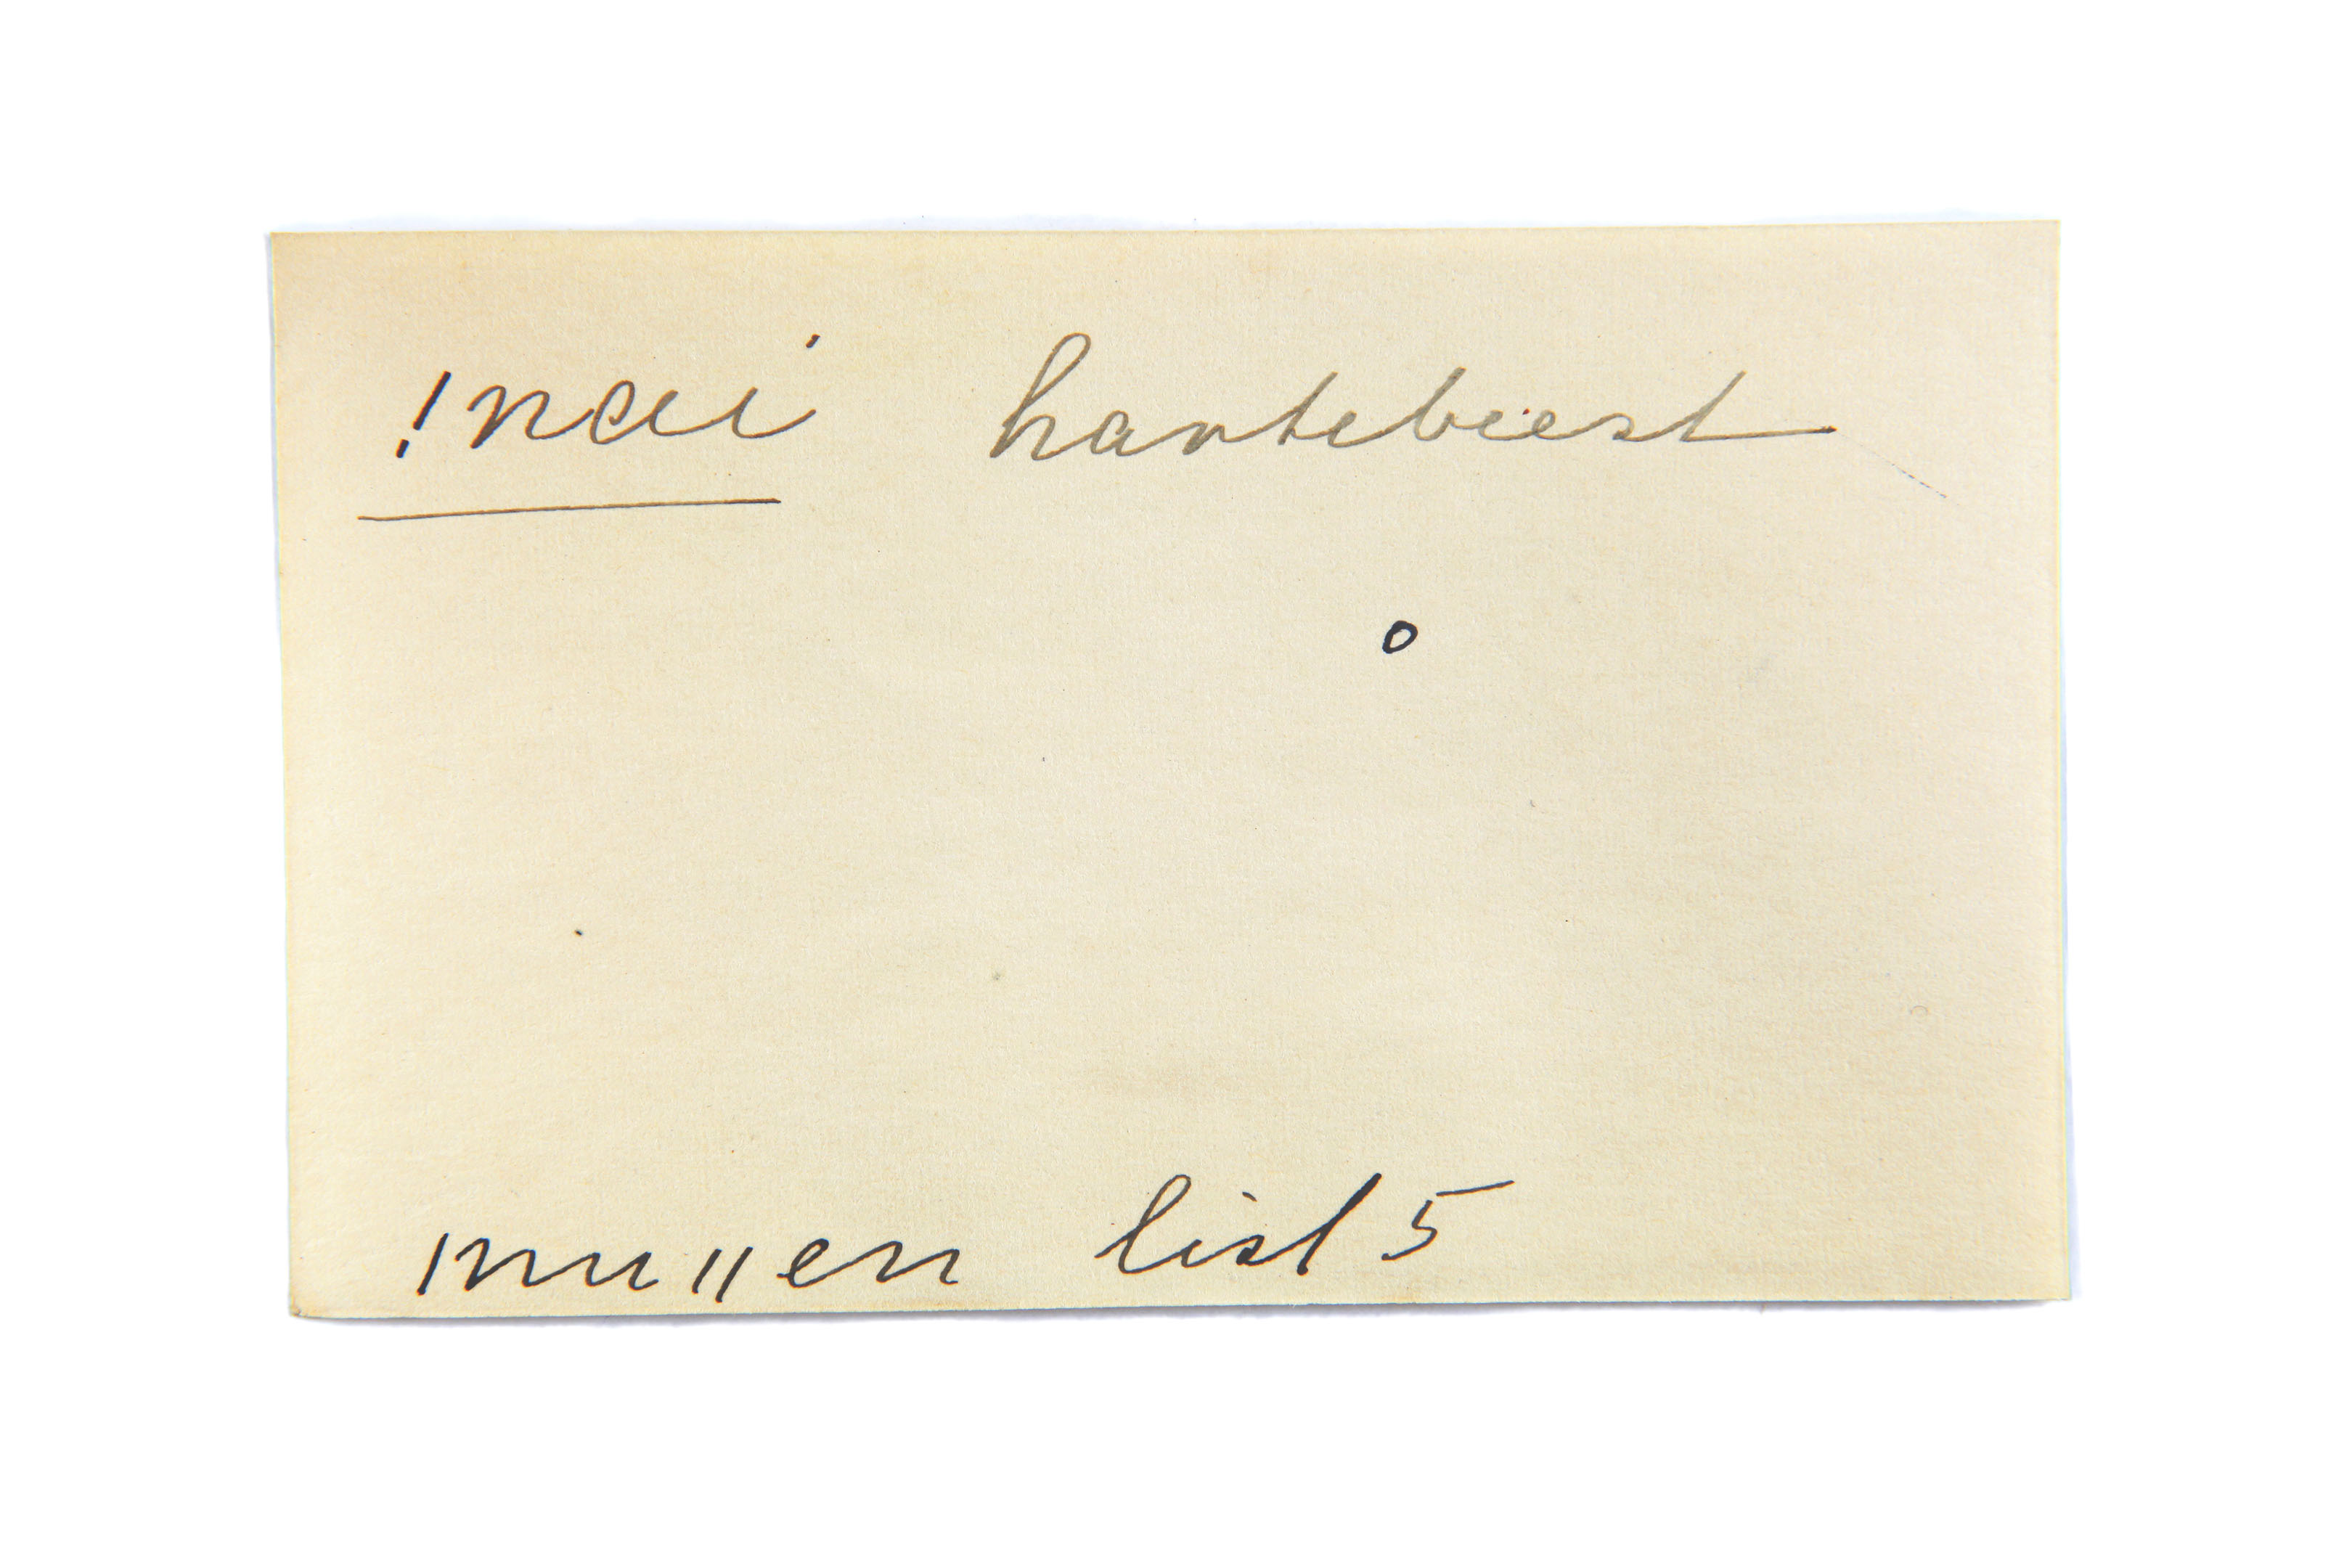 !nai hartebeest
o
|nu||en list 5